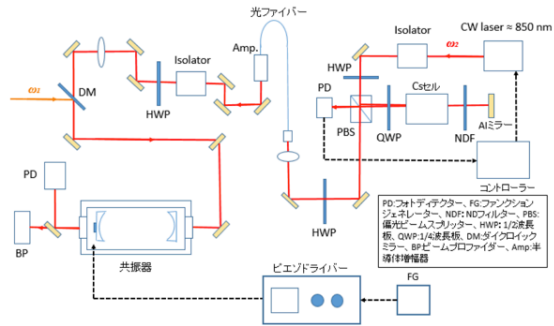 光ファイバー
Amp.
Isolator
CW laser ≈ 850 nm
ω₂
Isolator
HWP
PD
Csセル
ω₂
DM
HWP
PBS
QWP
NDF
Alミラー
コントローラー
PD
HWP
BP
共振器
ピエゾドライバー
FG
PD:フォトディテクター、FG:ファンクション
ジェネレーター、NDF: NDフィルター、PBS:
偏光ビームスプリッター、HWP: 1/2波長
板、QWP:1/4波長板、DM:ダイクロイック
ミラー、BP:ビームプロファイダー、Amp:半
導体増幅器